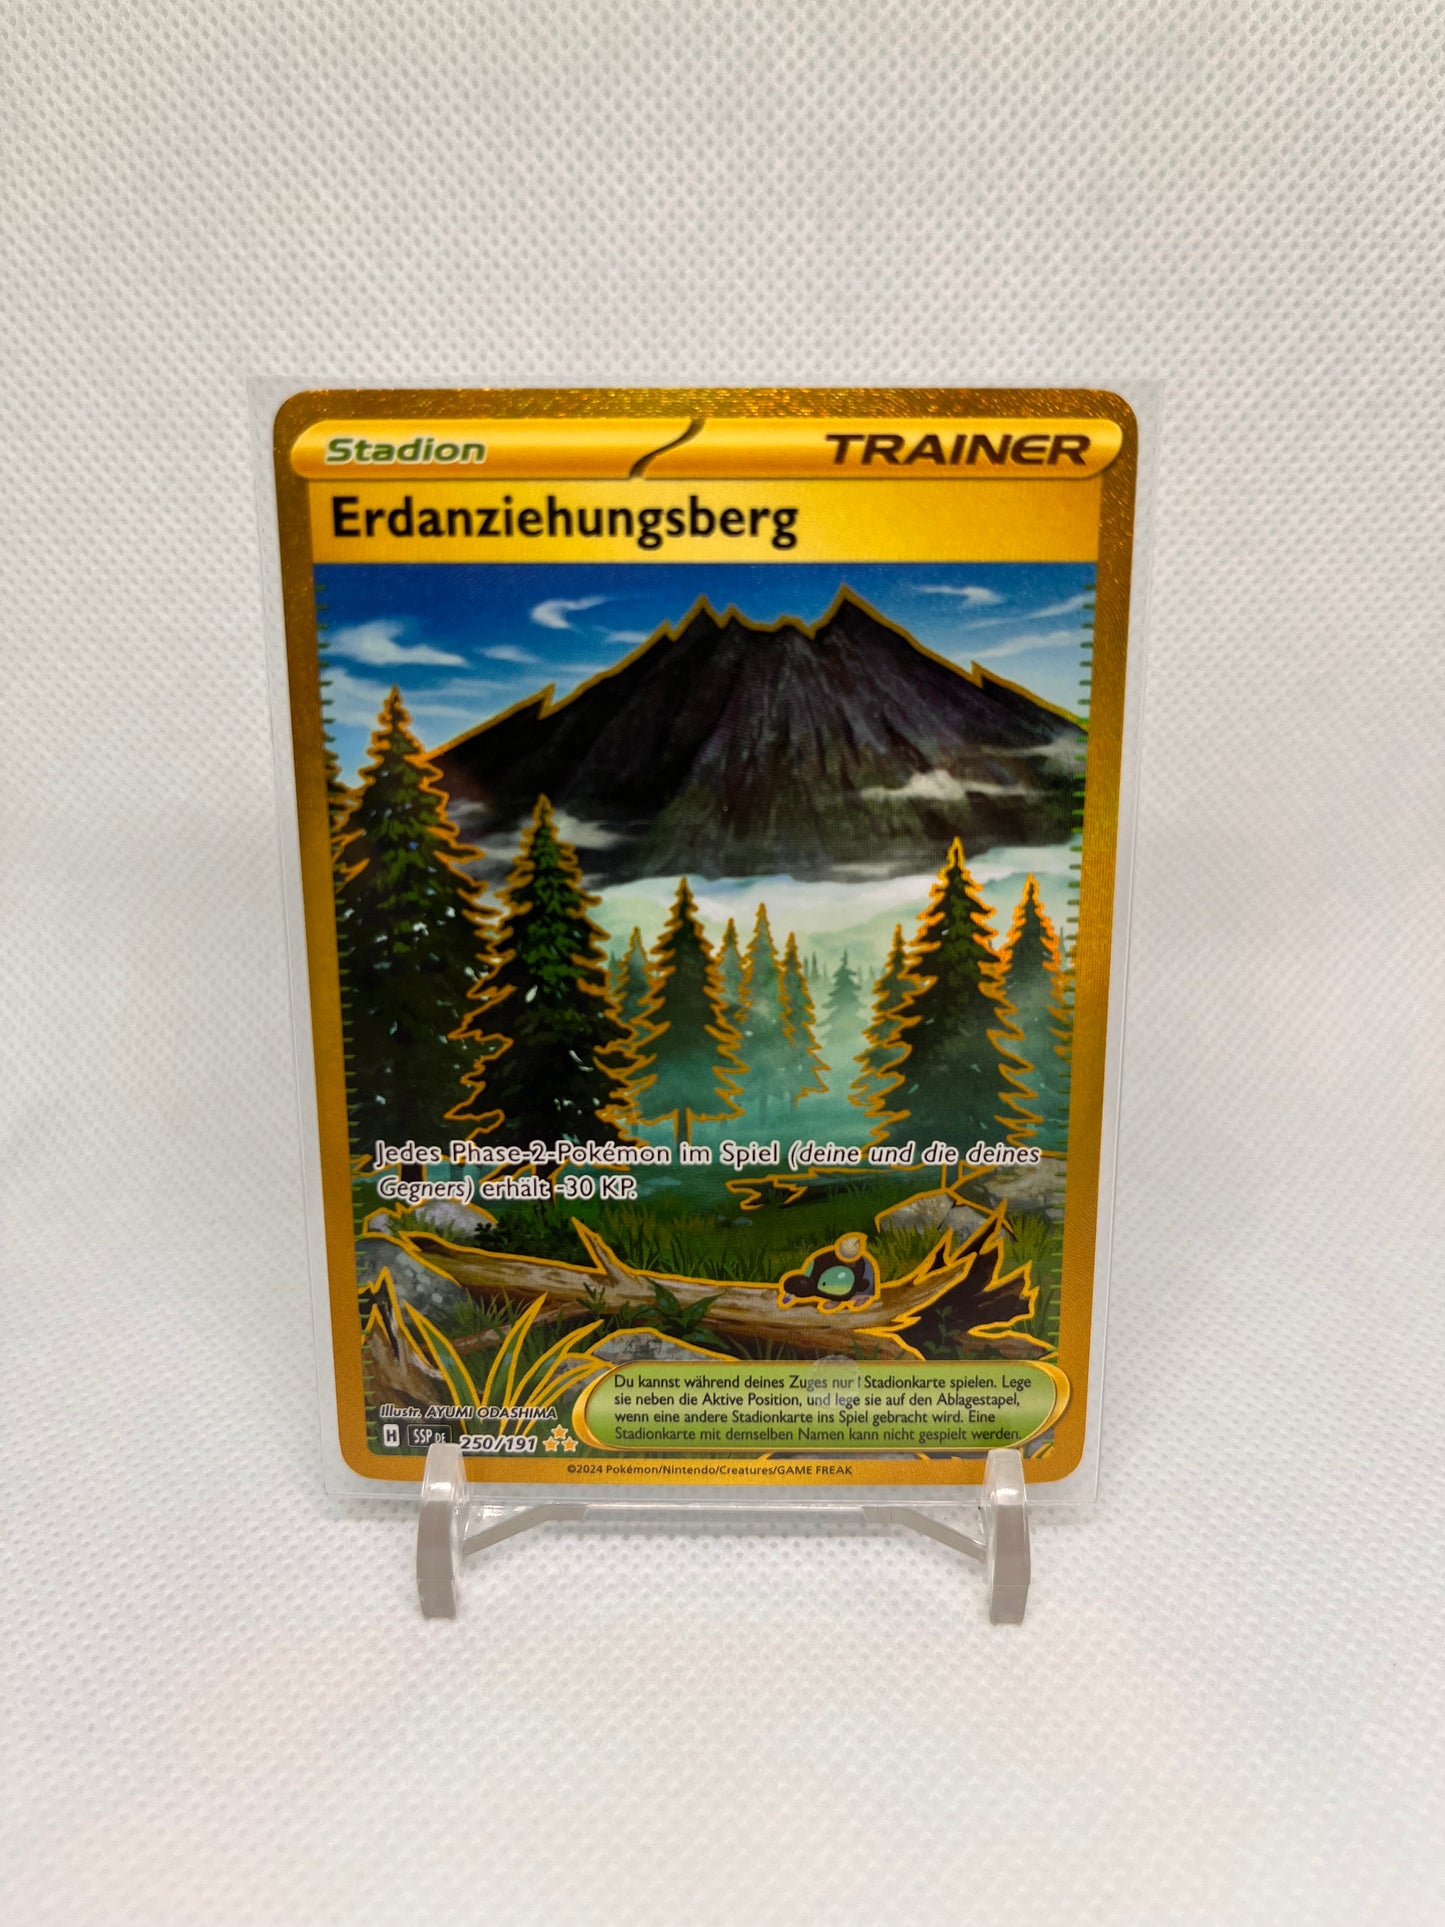 Stadion TRAINER
Erdanziehungsberg
Jedes Phase-2-Pokémon im Spiel (deine und die deines
Gegners) erhält -30 KP.
Du kannst während deines Zuges nur 1 Stadionkarte spielen. Lege
sie neben die Aktive Position, und lege sie auf den Ablagestapel,
wenn eine andere Stadionkarte ins Spiel gebracht wird. Eine
Stadionkarte mit demselben Namen kann nicht gespielt werden.
Illustr. AYUMI ODASHIMA
H SSP DE 250/191
©2024 Pokémon/Nintendo/Creatures/GAME FREAK